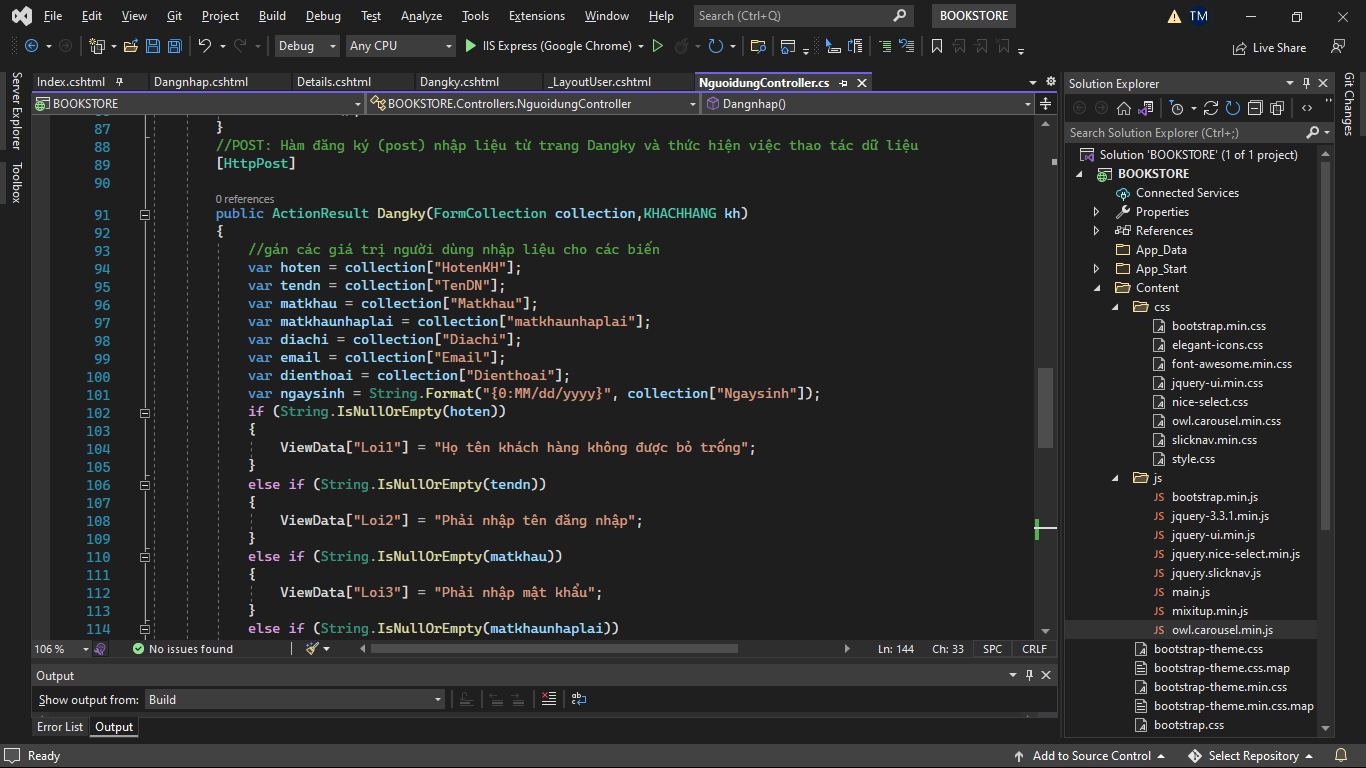 File Edit View Git Project Build Debug Test Analyze Tools Extensions Window Help Search (Ctrl+Q) BOOKSTORE TM
Debug Any CPU IIS Express (Google Chrome) Live Share
Server Explorer
Toolbox
Index.cshtml Dangnhap.cshtml Details.cshtml Dangky.cshtml _LayoutUser.cshtml NguoidungController.cs
BOOKSTORE BOOKSTORE.Controllers.NguoidungController Dangnhap()
87 }
88 //POST: Hàm đăng ký (post) nhập liệu từ trang Dangky và thực hiện việc thao tác dữ liệu
89 [HttpPost]
90
0 references
91 public ActionResult Dangky(FormCollection collection,KHACHHANG kh)
92 {
93 //gán các giá trị người dùng nhập liệu cho các biến
94 var hoten = collection["HotenKH"];
95 var tendn = collection["TenDN"];
96 var matkhau = collection["Matkhau"];
97 var matkhaunhaplai = collection["matkhaunhaplai"];
98 var diachi = collection["Diachi"];
99 var email = collection["Email"];
100 var dienthoai = collection["Dienthoai"];
101 var ngaysinh = String.Format("{0:MM/dd/yyyy}", collection["Ngaysinh"]);
102 if (String.IsNullOrEmpty(hoten))
103 {
104 ViewData["Loi1"] = "Họ tên khách hàng không được bỏ trống";
105 }
106 else if (String.IsNullOrEmpty(tendn))
107 {
108 ViewData["Loi2"] = "Phải nhập tên đăng nhập";
109 }
110 else if (String.IsNullOrEmpty(matkhau))
111 {
112 ViewData["Loi3"] = "Phải nhập mật khẩu";
113 }
114 else if (String.IsNullOrEmpty(matkhaunhaplai))
106 % No issues found Ln: 144 Ch: 33 SPC CRLF
Output
Show output from: Build
Error List Output
Solution Explorer
Search Solution Explorer (Ctrl+;)
Solution 'BOOKSTORE' (1 of 1 project)
BOOKSTORE
Connected Services
Properties
References
App_Data
App_Start
Content
css
bootstrap.min.css
elegant-icons.css
font-awesome.min.css
jquery-ui.min.css
nice-select.css
owl.carousel.min.css
slicknav.min.css
style.css
js
JS bootstrap.min.js
JS jquery-3.3.1.min.js
JS jquery-ui.min.js
JS jquery.nice-select.min.js
JS jquery.slicknav.js
JS main.js
JS mixitup.min.js
JS owl.carousel.min.js
bootstrap-theme.css
bootstrap-theme.css.map
bootstrap-theme.min.css
bootstrap-theme.min.css.map
bootstrap.css
Git Changes
Ready Add to Source Control Select Repository